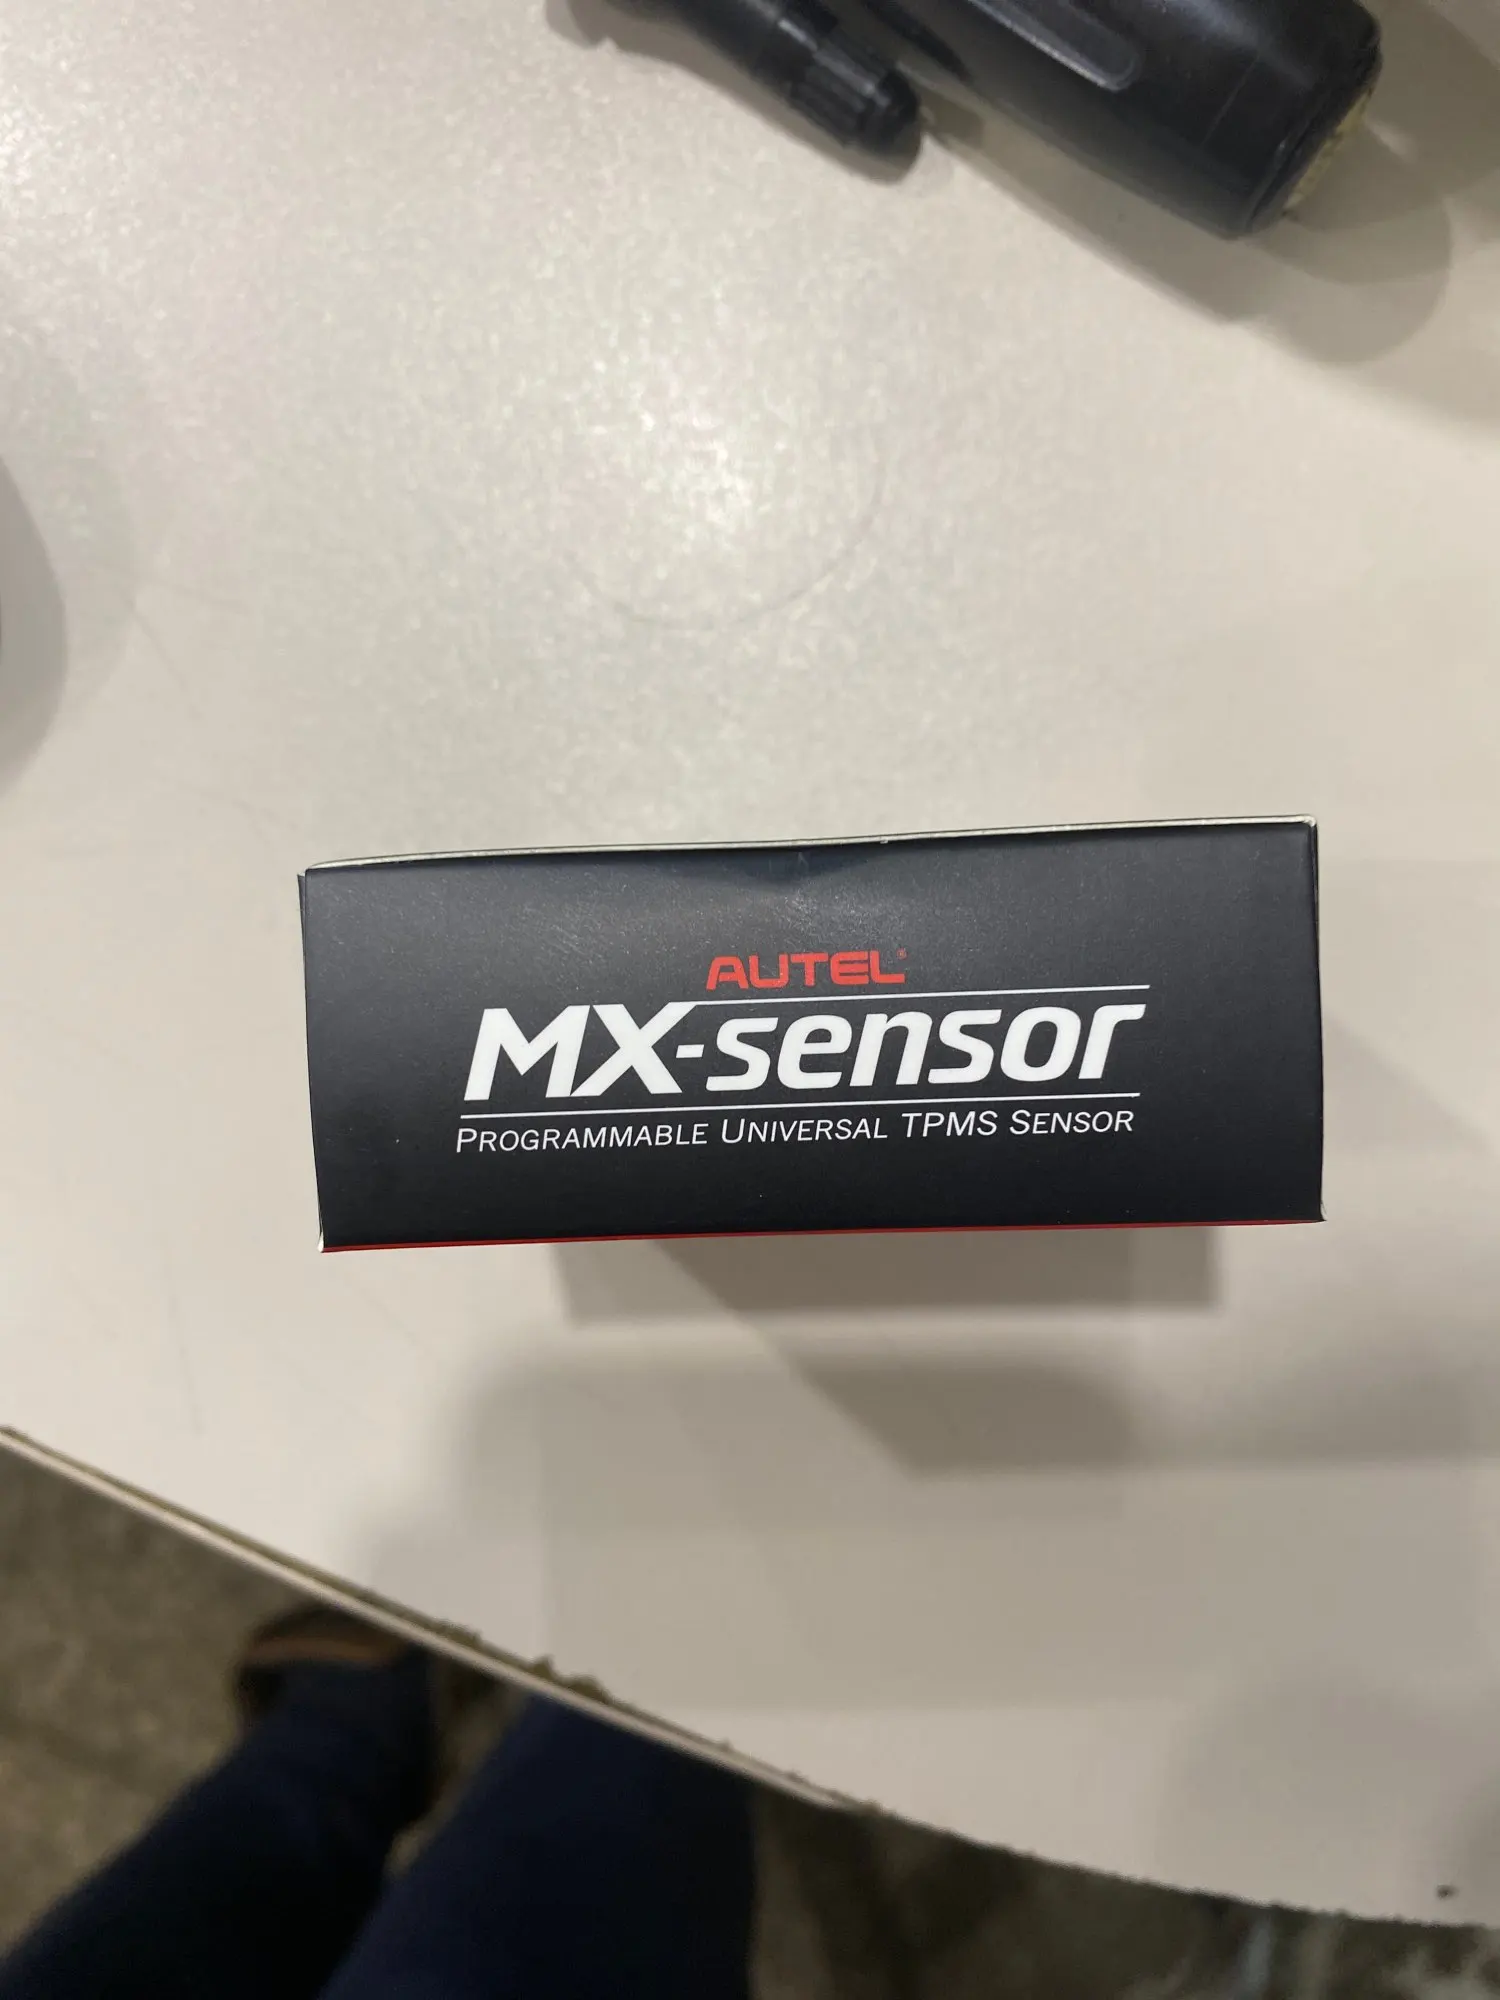 AUTEL®
MX-sensor
PROGRAMMABLE UNIVERSAL TPMS SENSOR